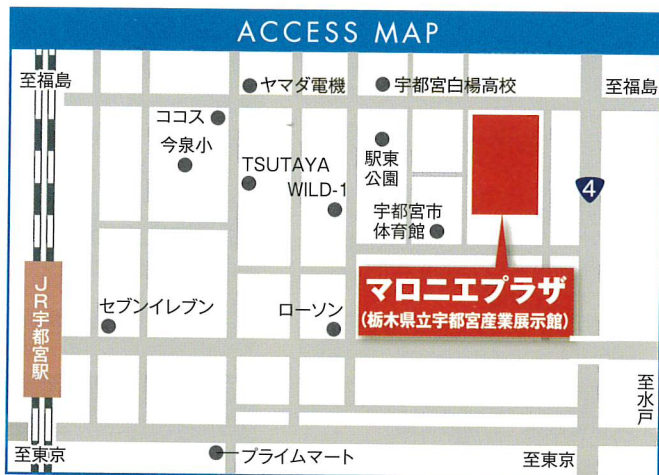 ACCESS MAP
至福島
ヤマダ電機
宇都宮白楊高校
至福島
ココス
今泉小
駅東
公園
TSUTAYA
WILD-1
4
宇都宮市
体育館
マロニエプラザ
(栃木県立宇都宮産業展示館)
JR宇都宮駅
セブンイレブン
ローソン
至水戸
至東京
プライムマート
至東京